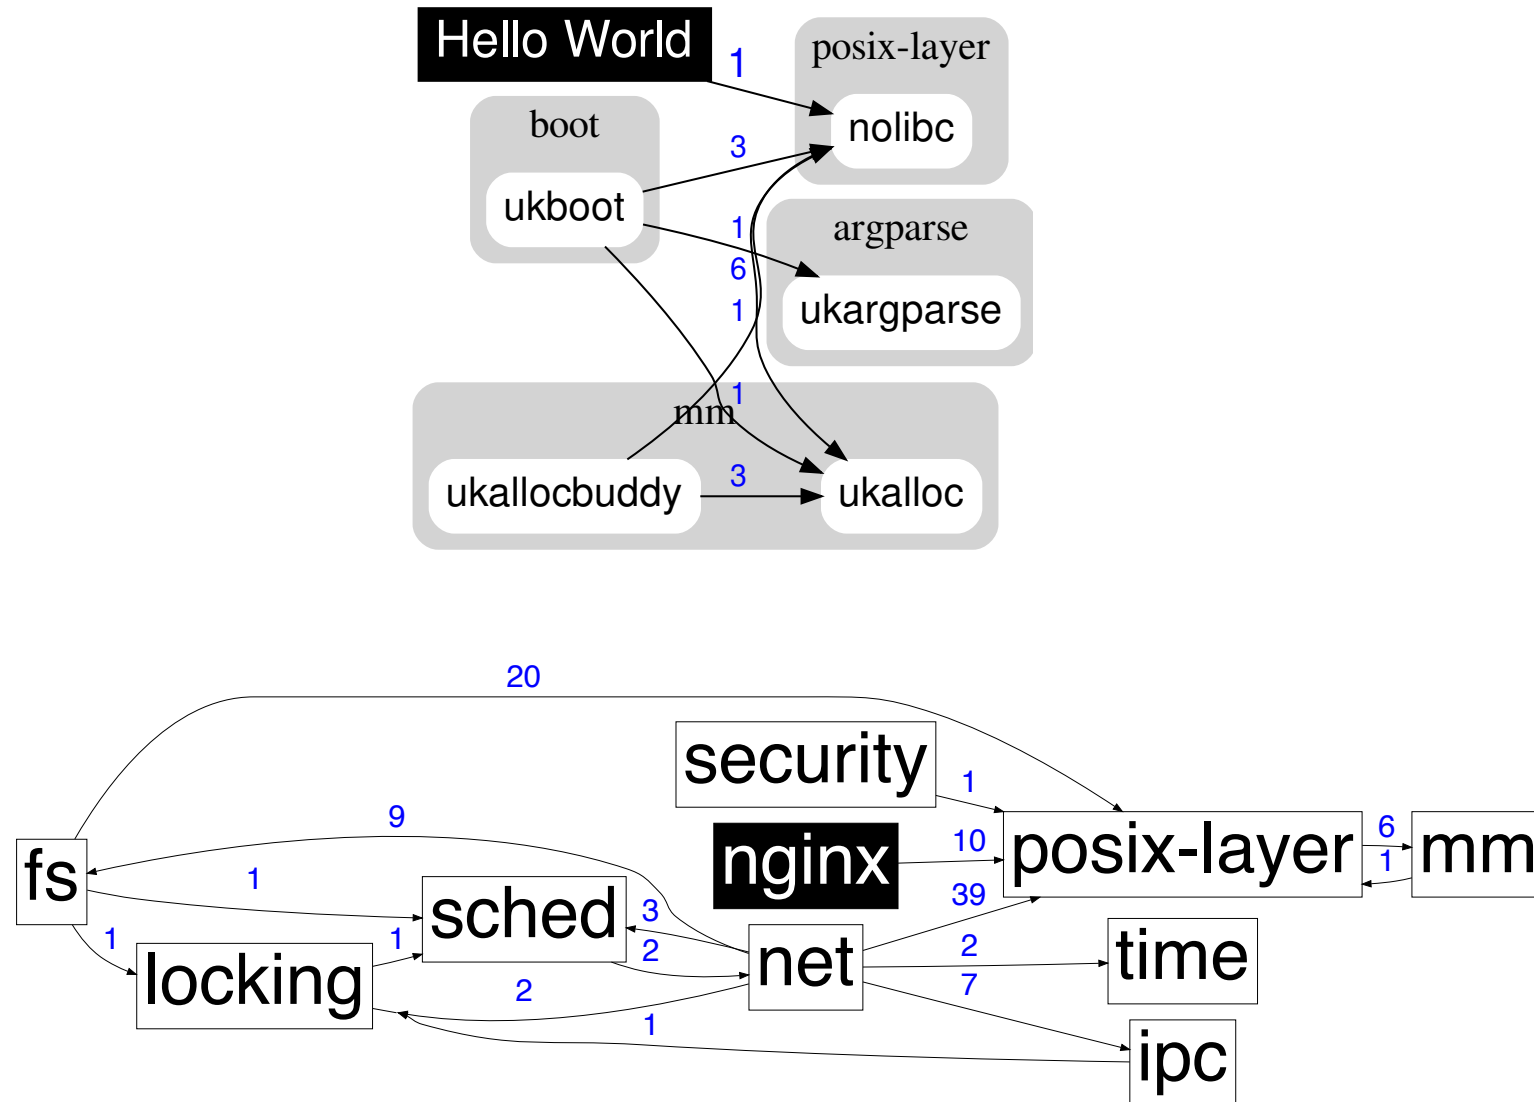 Hello World
1
posix-layer
nolibc
boot
3
ukboot
1
argparse
6
ukargparse
1
1
mm
ukallocbuddy
3
ukalloc
20
security
1
9
6
fs
1
nginx
10
posix-layer
1
mm
39
sched
3
1
1
2
net
2
time
locking
2
7
1
ipc